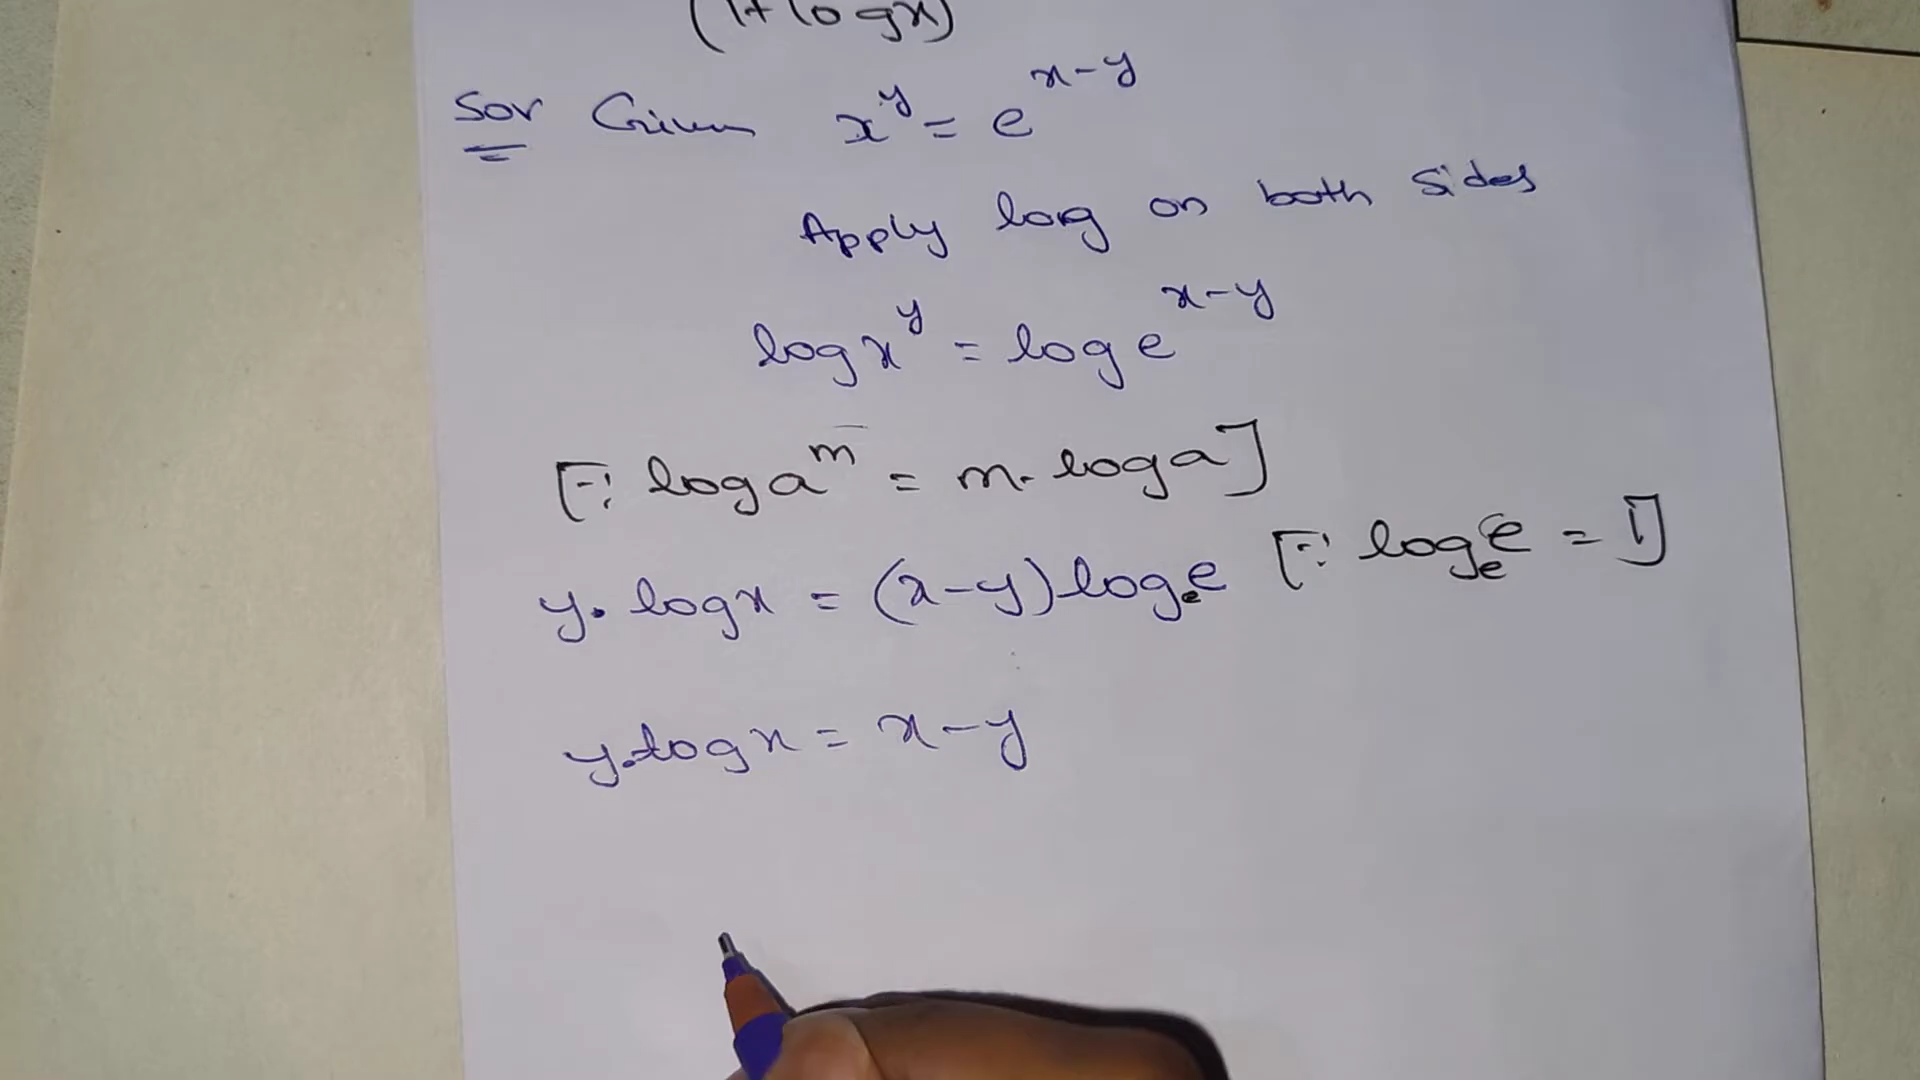 (1+logx)
Sol Given x^y = e^x-y
Apply log on both sides
log x^y = log e^x-y
[∵ log a^m = m. log a]
y. log x = (x-y) log_e e [∵ log_e e = 1]
y. log x = x-y